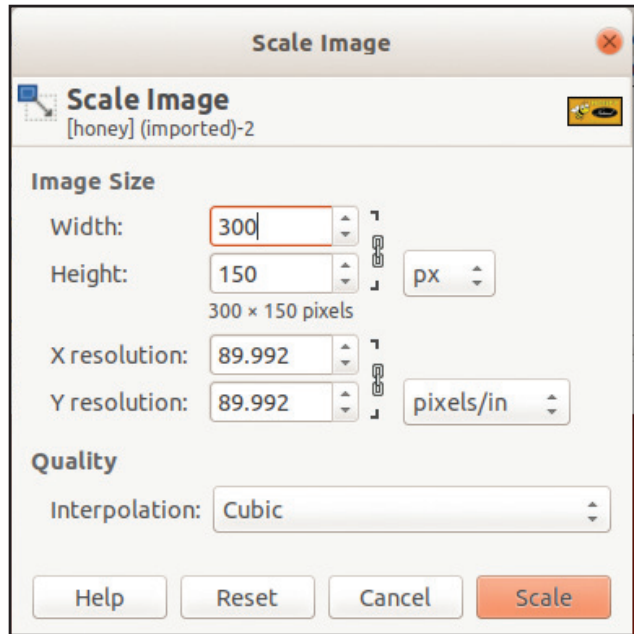 Scale Image
Scale Image
[honey] (imported)-2
Image Size
Width: 300
Height: 150 px
300 × 150 pixels
X resolution: 89.992
Y resolution: 89.992 pixels/in
Quality
Interpolation: Cubic
Help Reset Cancel Scale